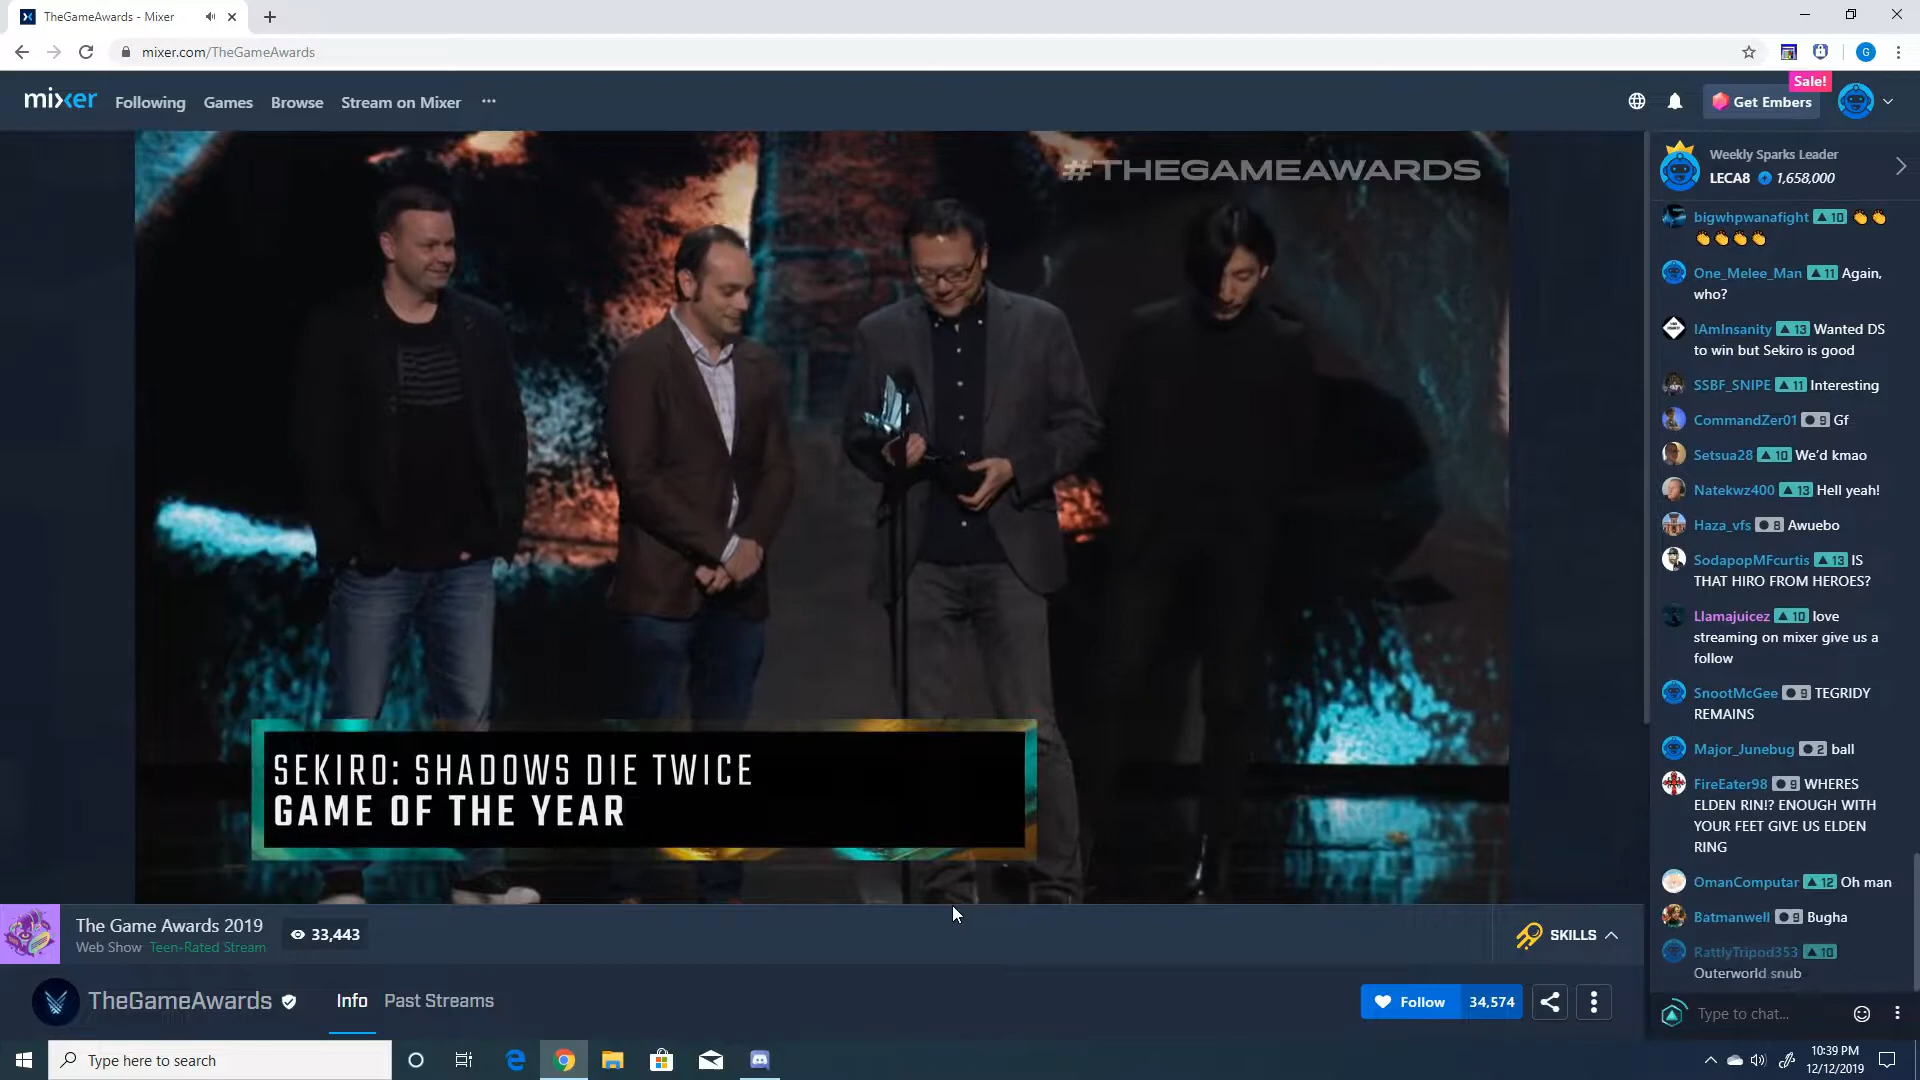 TheGameAwards - Mixer
mixer.com/TheGameAwards
G
mixer
Following
Games
Browse
Stream on Mixer
Sale!
Get Embers
#THEGAMEAWARDS
SEKIRO: SHADOWS DIE TWICE
GAME OF THE YEAR
Weekly Sparks Leader
LECA8 1,658,000
bigwhpwanafight 10 👏👏
👏👏👏👏
One_Melee_Man 11 Again,
who?
IAmInsanity 13 Wanted DS
to win but Sekiro is good
SSBF_SNIPE 11 Interesting
CommandZer01 9 Gf
Setsua28 10 We'd kmao
Natekwz400 13 Hell yeah!
Haza_vfs 8 Awuebo
SodapopMFcurtis 13 IS
THAT HIRO FROM HEROES?
Llamajuicez 10 love
streaming on mixer give us a
follow
SnootMcGee 9 TEGRIDY
REMAINS
Major_Junebug 2 ball
FireEater98 9 WHERES
ELDEN RIN!? ENOUGH WITH
YOUR FEET GIVE US ELDEN
RING
OmanComputar 12 Oh man
Batmanwell 9 Bugha
RattlyTripod353 10
Outerworld snub
Type to chat...
The Game Awards 2019
Web Show Teen-Rated Stream
33,443
SKILLS
TheGameAwards
Info
Past Streams
Follow 34,574
Type here to search
10:39 PM
12/12/2019